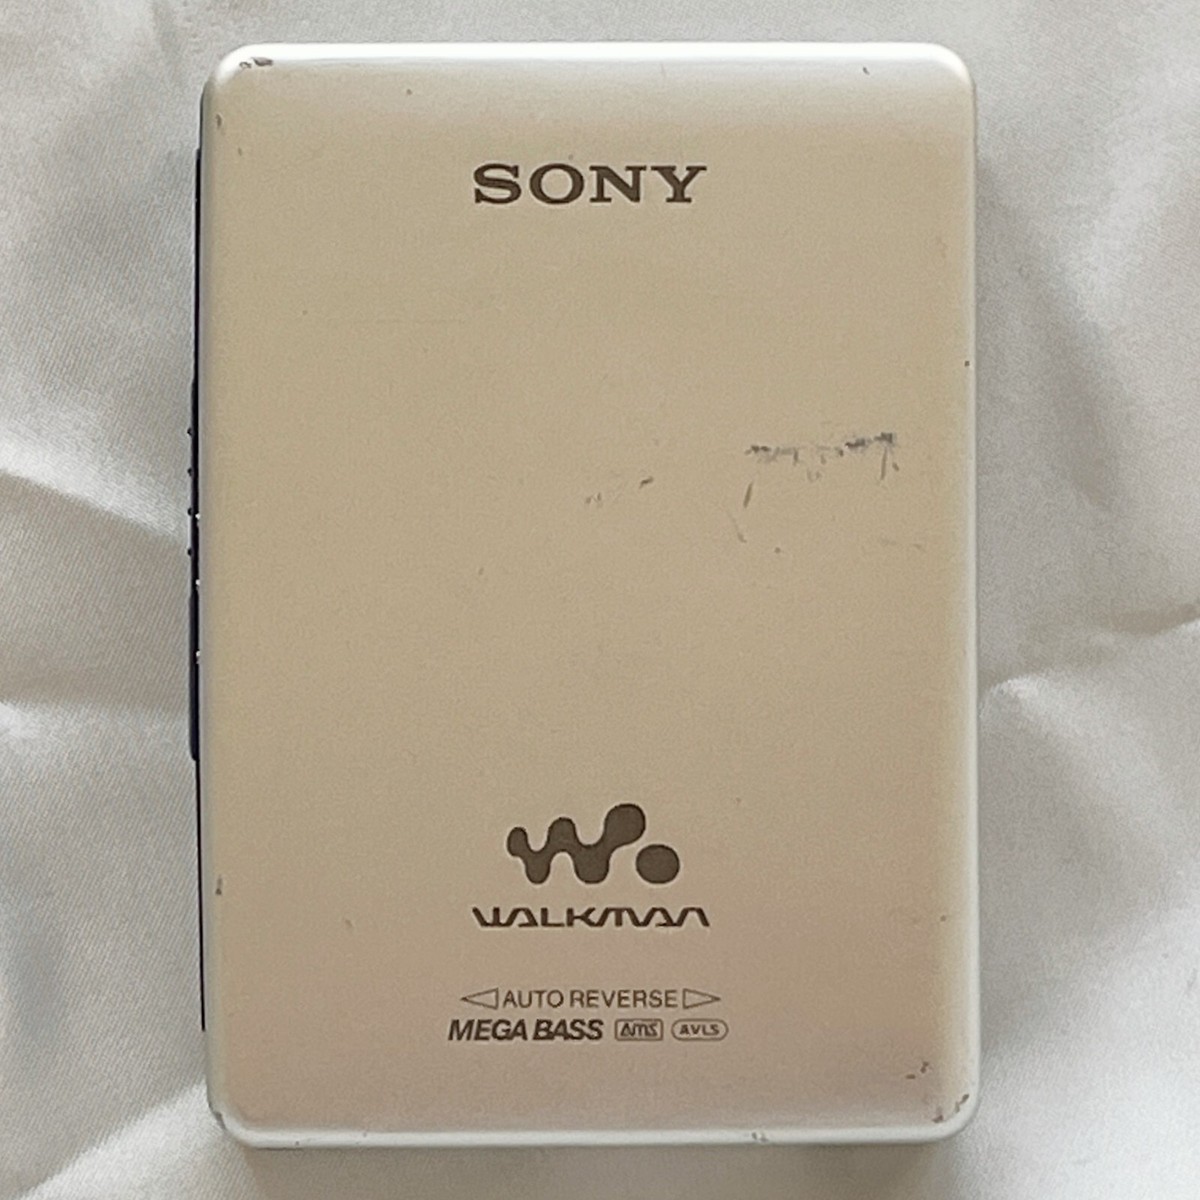 SONY
WALKMAN
AUTO REVERSE
MEGA BASS AMS AVLS